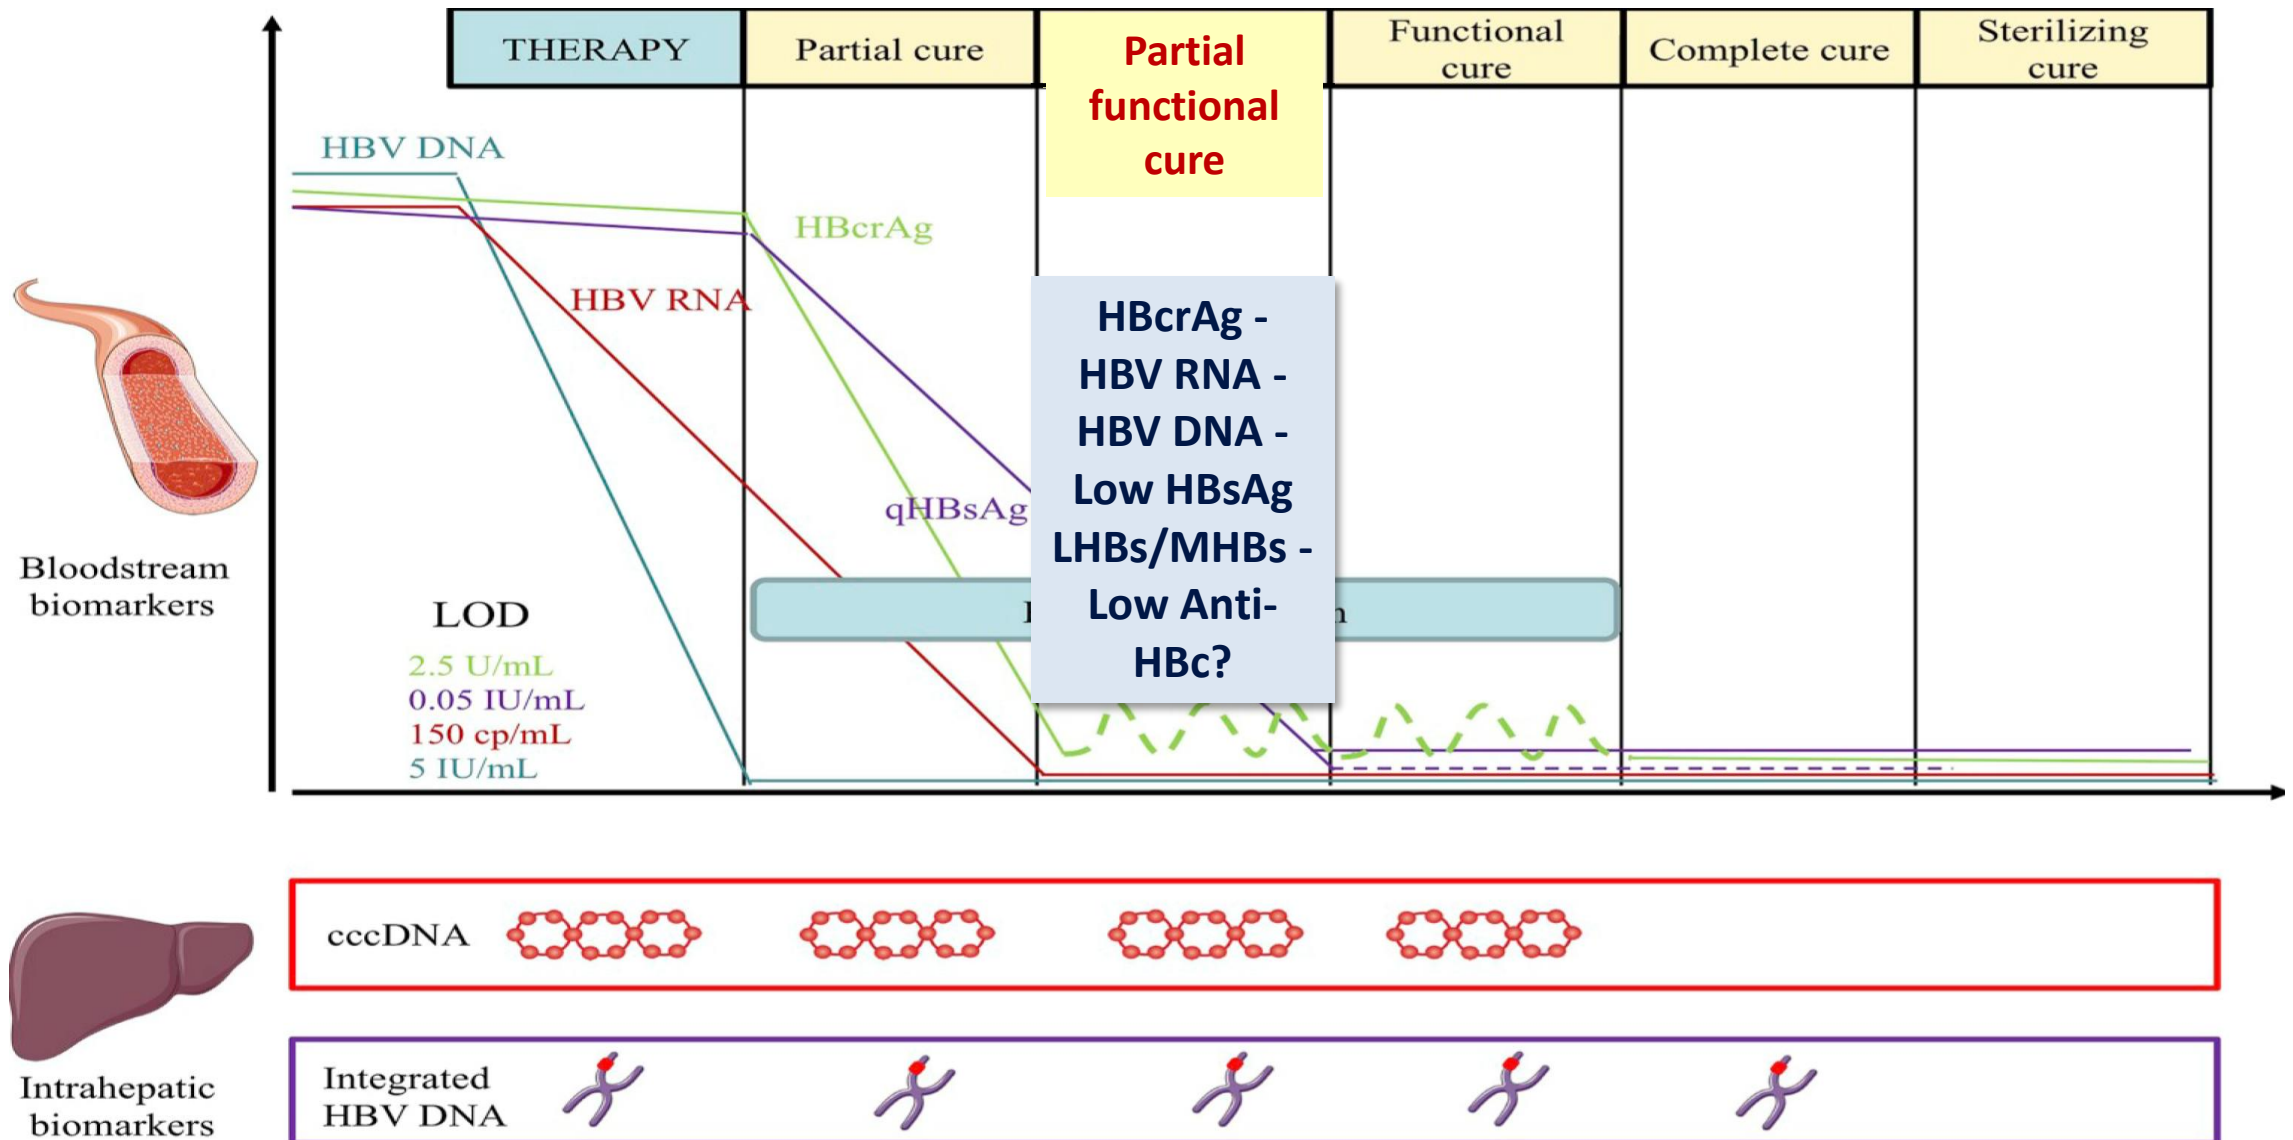 THERAPY
Partial cure
Partial
functional
cure
Functional
cure
Complete cure
Sterilizing
cure
HBV DNA
HBcrAg
HBV RNA
qHBsAg
HBcrAg -
HBV RNA -
HBV DNA -
Low HBsAg
LHBs/MHBs -
Low Anti-
HBc?
Bloodstream
biomarkers
LOD
2.5 U/mL
0.05 IU/mL
150 cp/mL
5 IU/mL
cccDNA
Integrated
HBV DNA
Intrahepatic
biomarkers